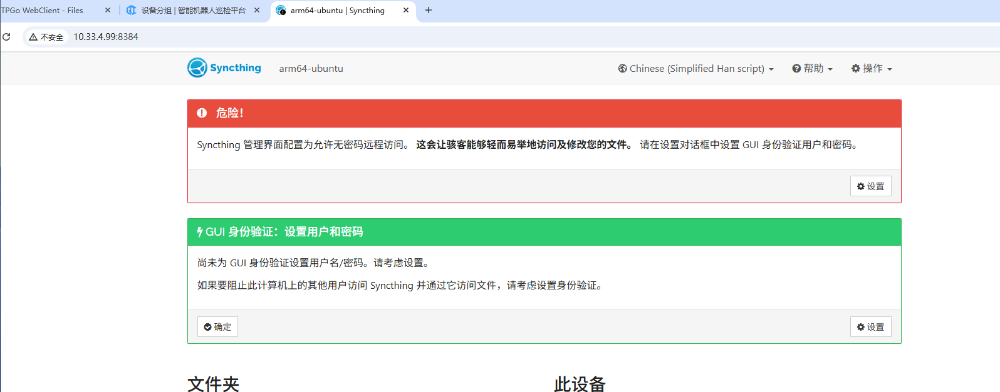 TPGo WebClient - Files
设备分组 | 智能机器人巡检平台
arm64-ubuntu | Syncthing
不安全
10.33.4.99:8384
Syncthing
arm64-ubuntu
Chinese (Simplified Han script)
帮助
操作
危险！
Syncthing 管理界面配置为允许无密码远程访问。 这会让骇客能够轻而易举地访问及修改您的文件。 请在设置对话框中设置 GUI 身份验证用户和密码。
设置
GUI 身份验证：设置用户和密码
尚未为 GUI 身份验证设置用户名/密码。请考虑设置。
如果要阻止此计算机上的其他用户访问 Syncthing 并通过它访问文件，请考虑设置身份验证。
确定
设置
文件夹
此设备